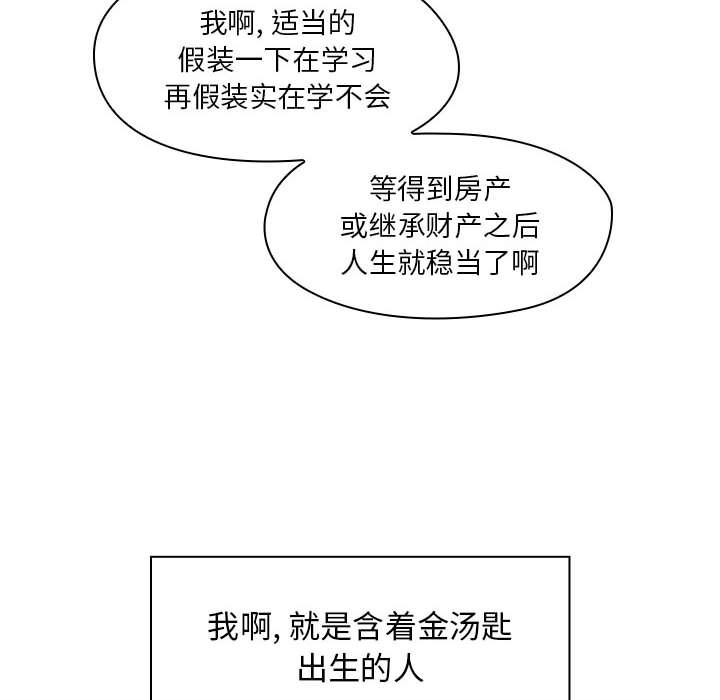 我啊, 适当的
假装一下在学习
再假装实在学不会
等得到房产
或继承财产之后
人生就稳当了啊
我啊, 就是含着金汤匙
出生的人